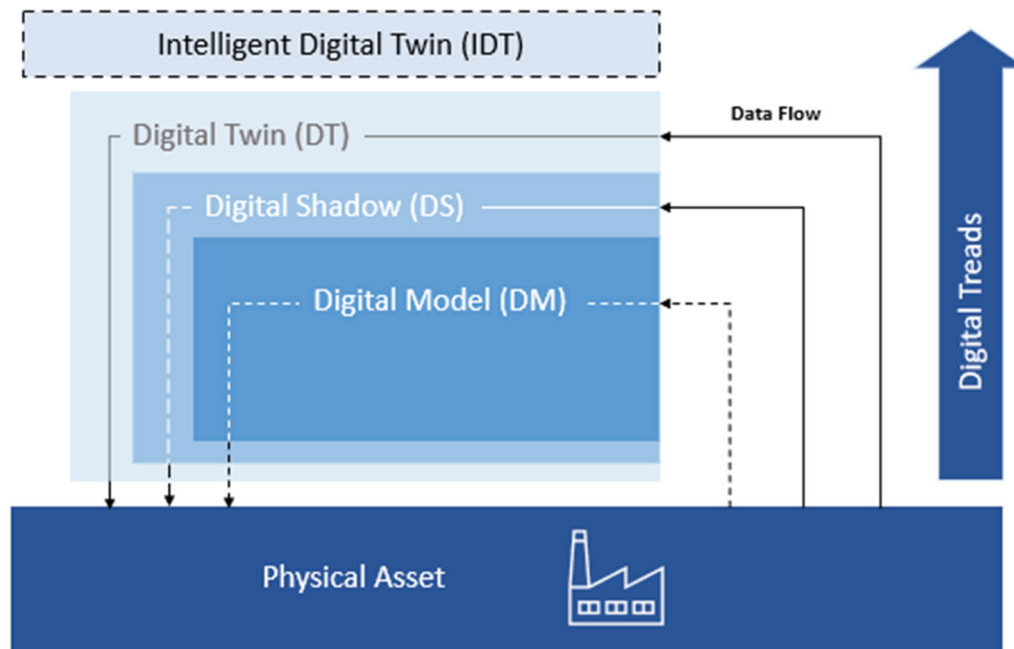 Intelligent Digital Twin (IDT)
Data Flow
Digital Twin (DT)
Digital Shadow (DS)
Digital Model (DM)
Digital Treads
Physical Asset